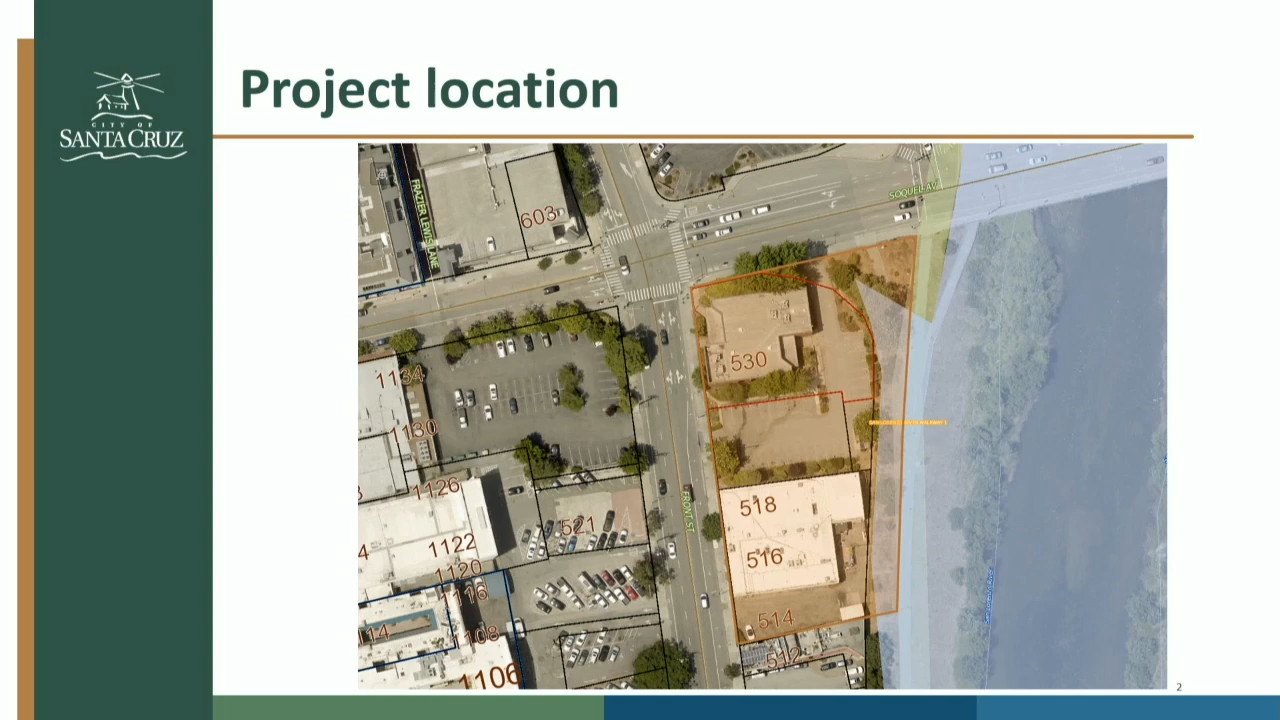 CITY OF
SANTA CRUZ
Project location
FRAZIER LEWIS LANE
603
SOQUEL AV
530
1134
1130
1126
518
521
1122
516
1120
FRONT ST
1116
114
1108
514
512
1106
2